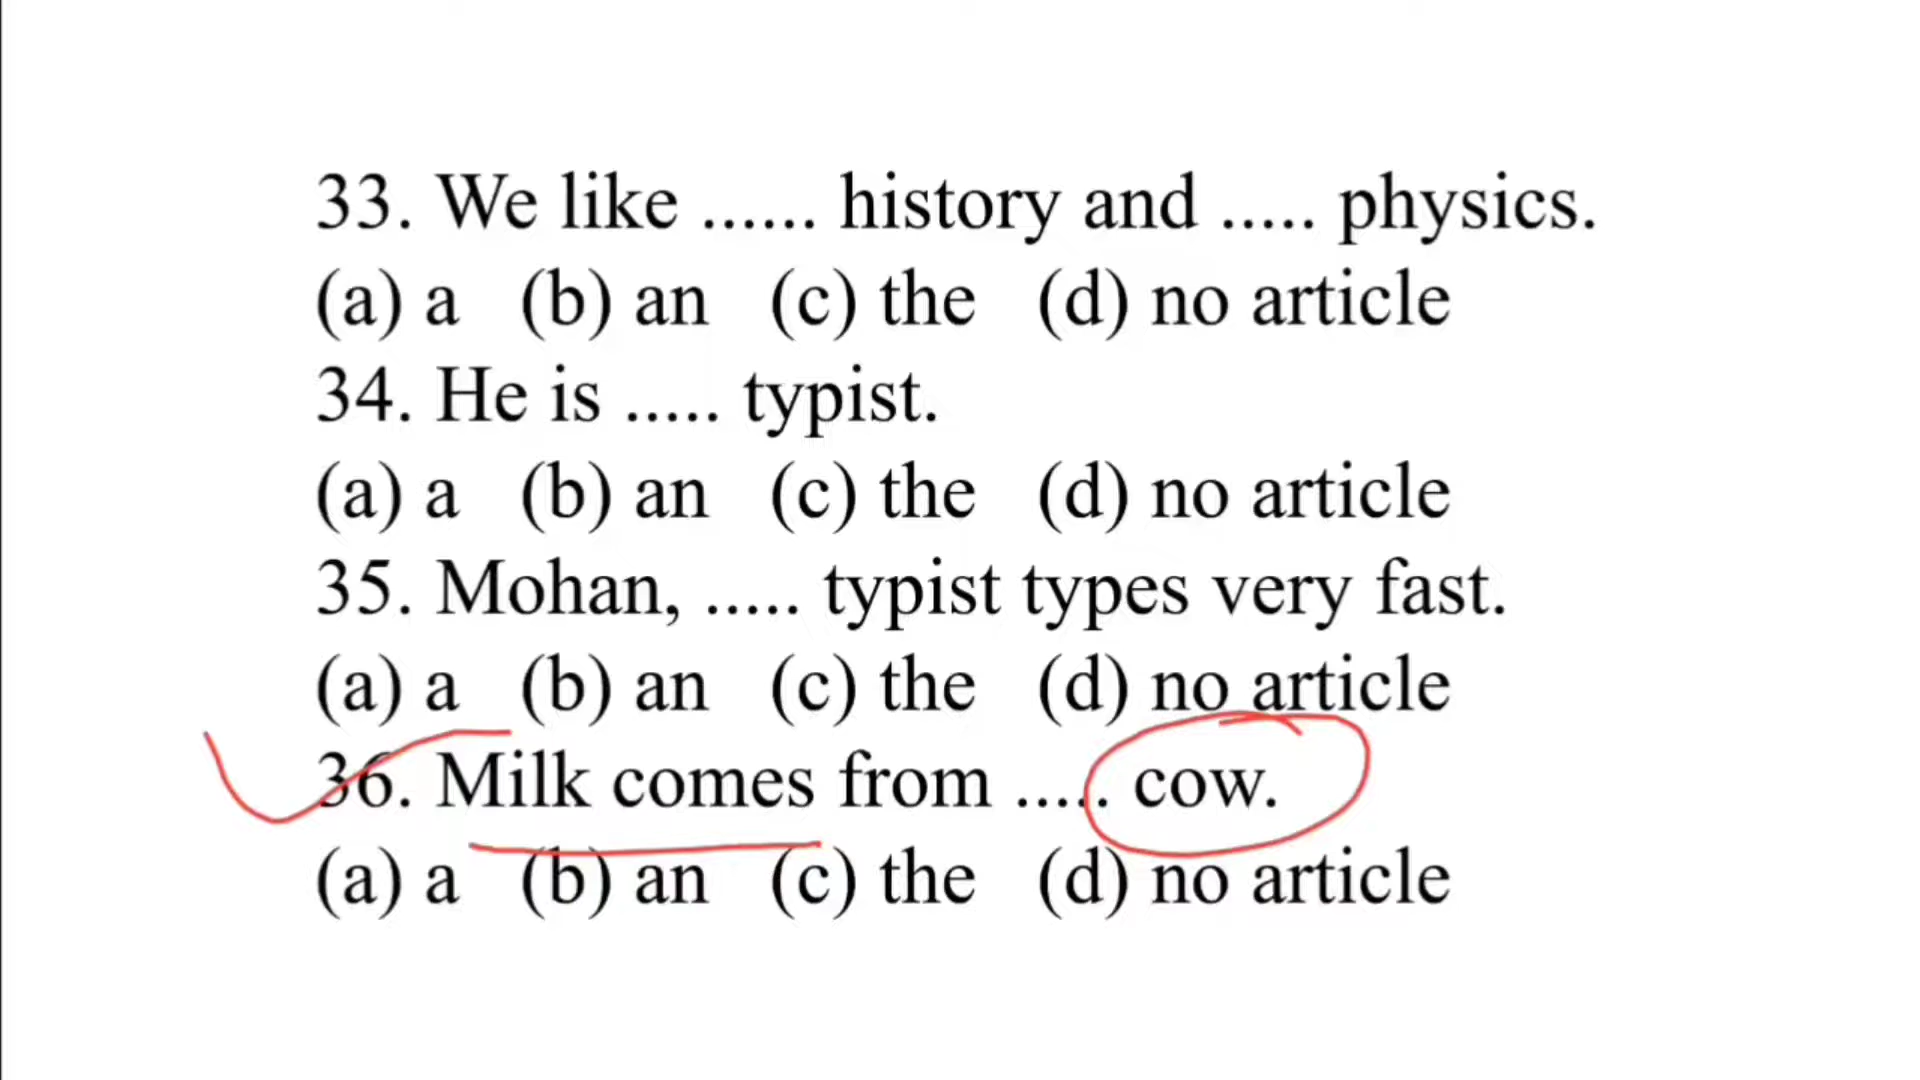 33. We like ...... history and ..... physics.
(a) a (b) an (c) the (d) no article
34. He is ..... typist.
(a) a (b) an (c) the (d) no article
35. Mohan, ..... typist types very fast.
(a) a (b) an (c) the (d) no article
36. Milk comes from ..... cow.
(a) a (b) an (c) the (d) no article